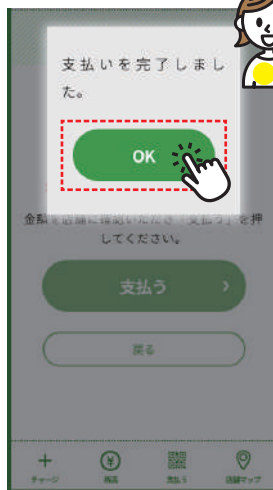 支払いを完了しまし
た。
OK
金額を店舗に確認いただき「支払う」を押
してください。
支払う
戻る
チャージ 残高 支払う 店舗マップ